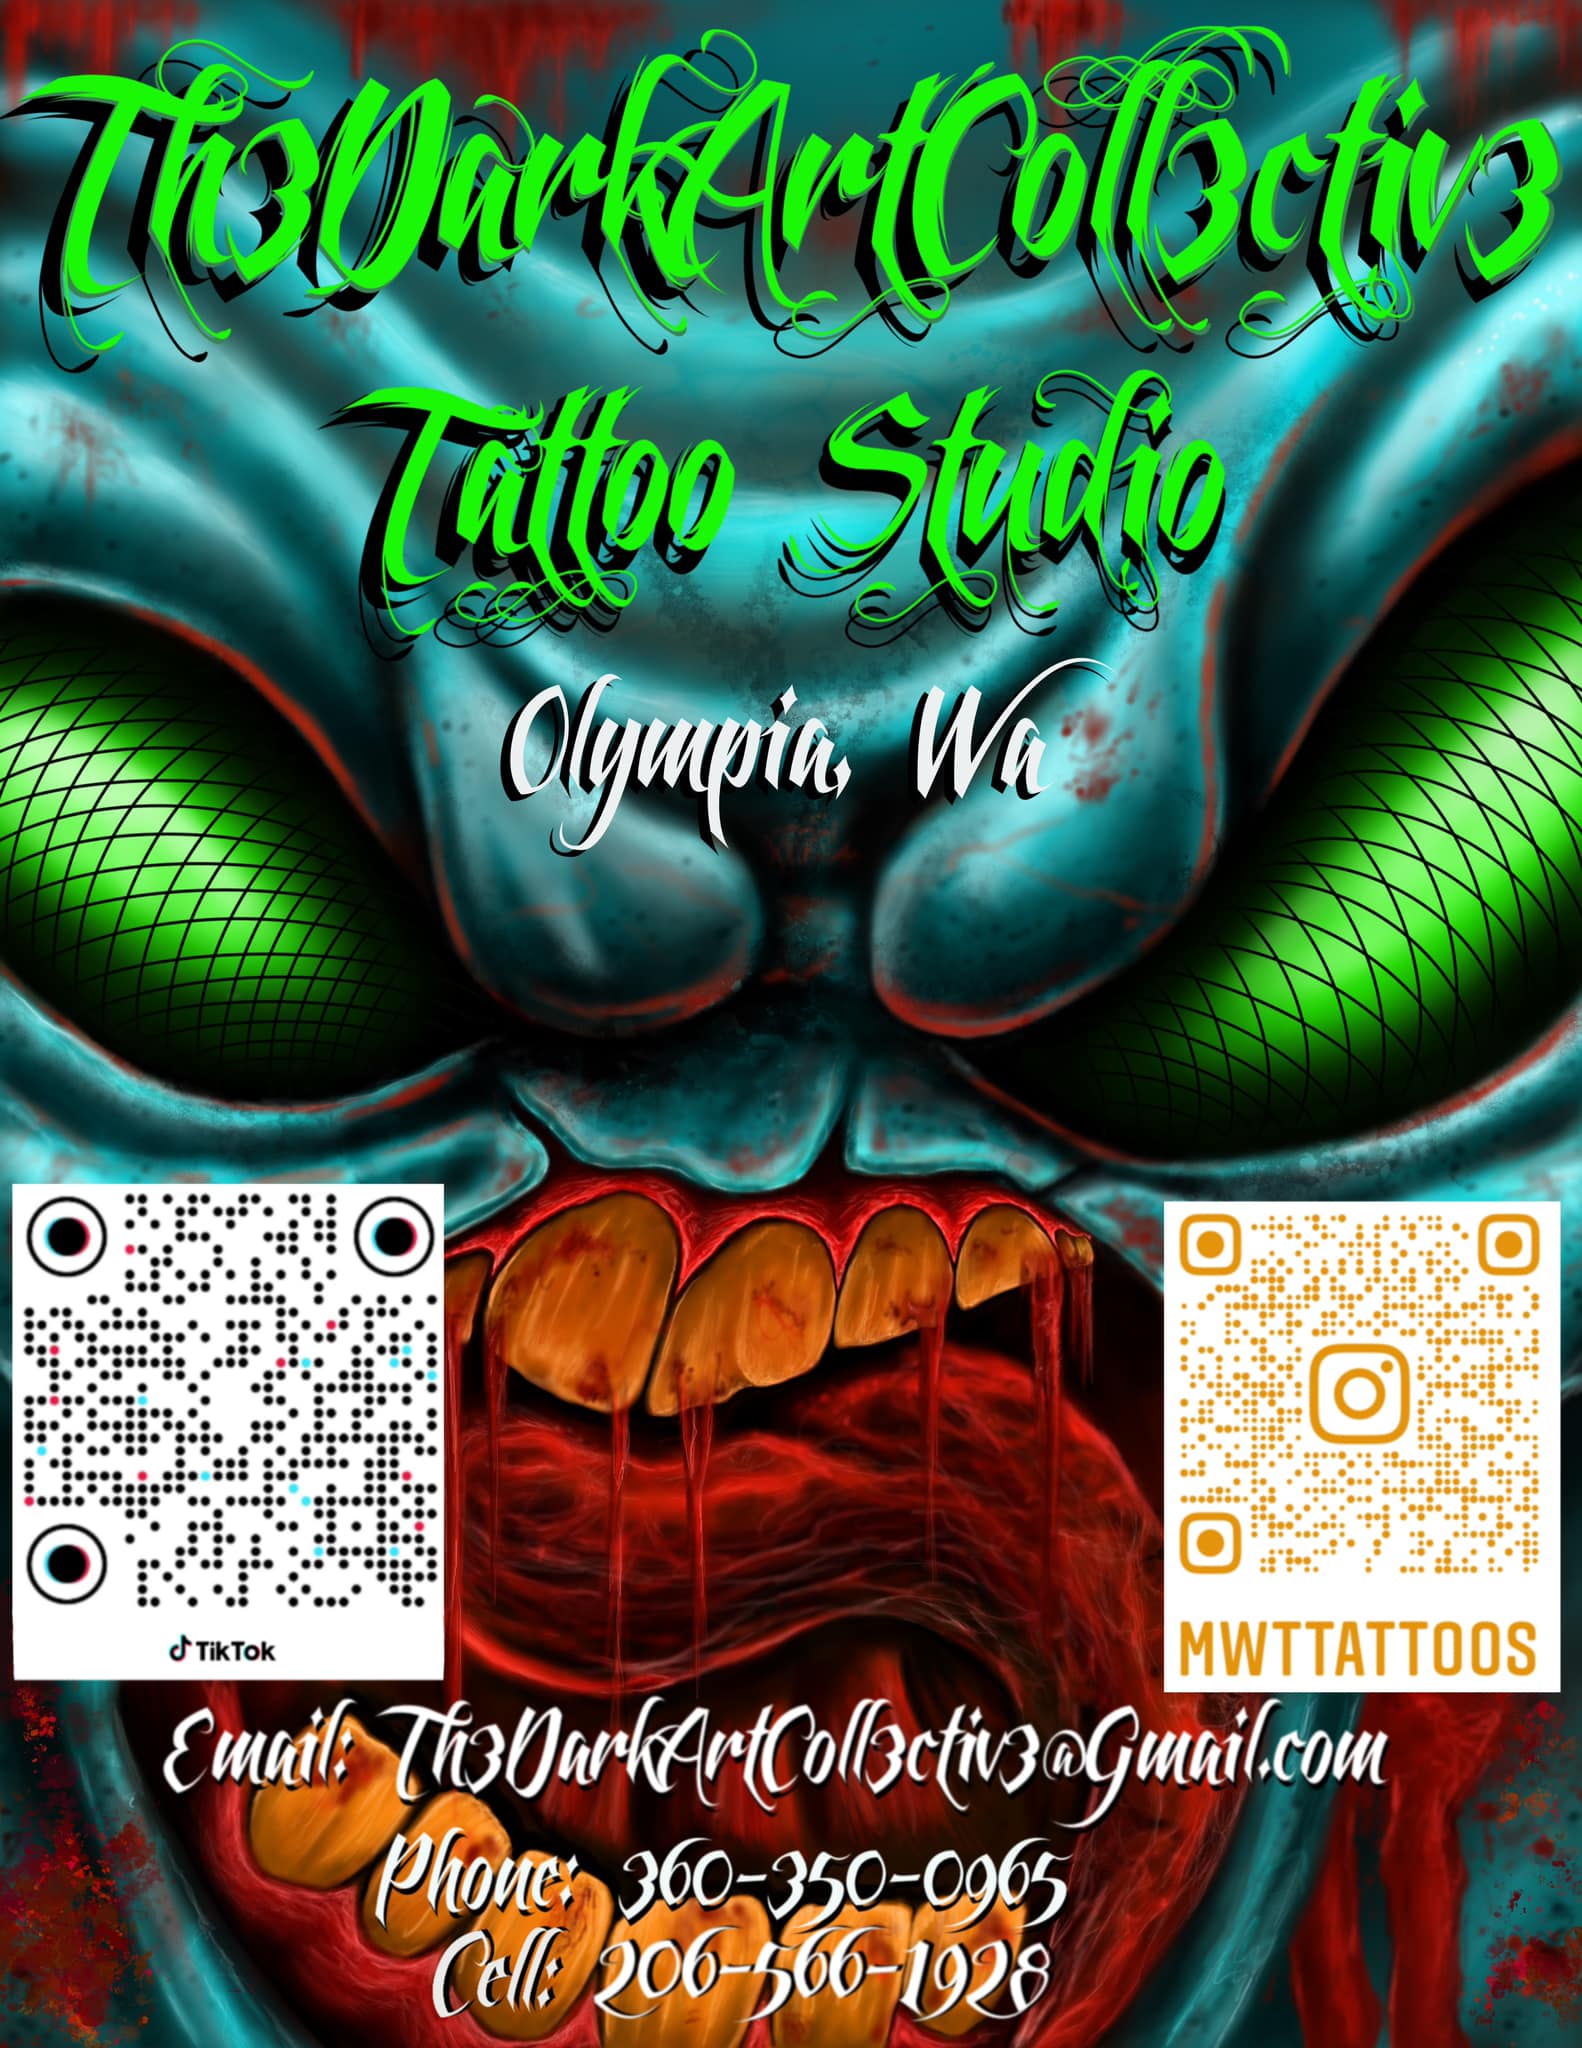 Th3DarkArtColl3ctiv3
Tattoo Studio
Olympia, Wa
TikTok
MWTTATTOOS
Email: Th3DarkArtColl3ctiv3@Gmail.com
Phone: 360-350-0965
Cell: 206-566-1928